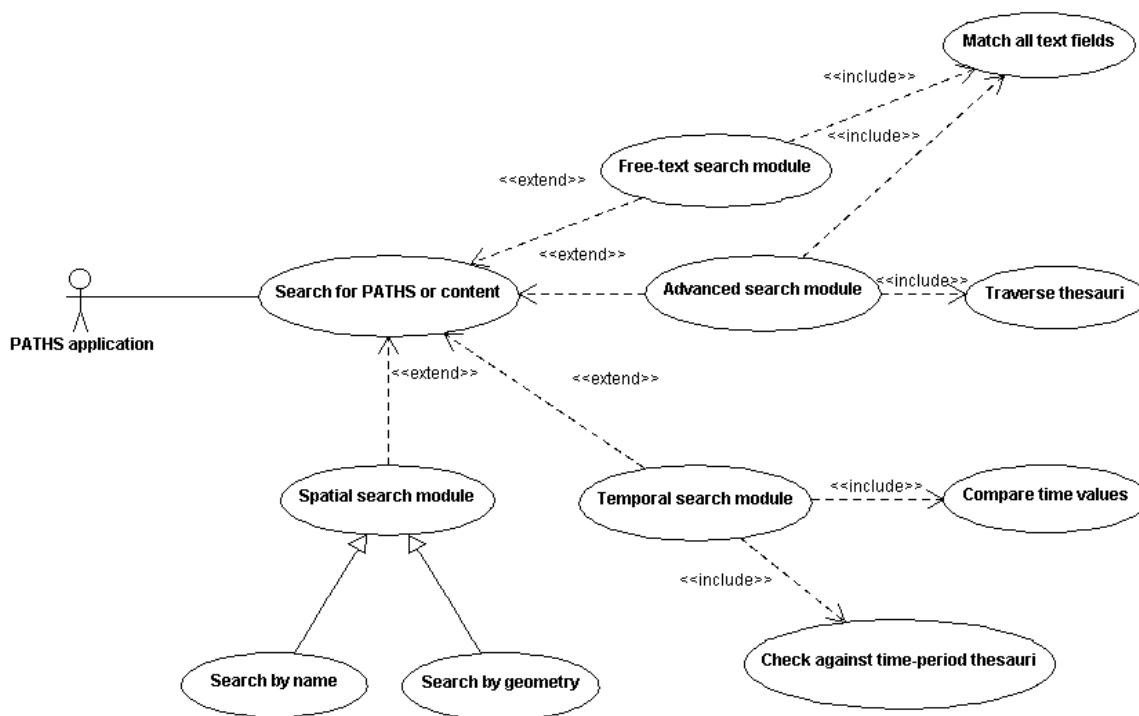 Match all text fields
<<include>>
<<include>>
Free-text search module
<<extend>>
<<extend>>
Search for PATHS or content
Advanced search module
<<include>>
Traverse thesauri
PATHS application
<<extend>>
<<extend>>
Spatial search module
Temporal search module
<<include>>
Compare time values
<<include>>
Search by name
Search by geometry
Check against time-period thesauri